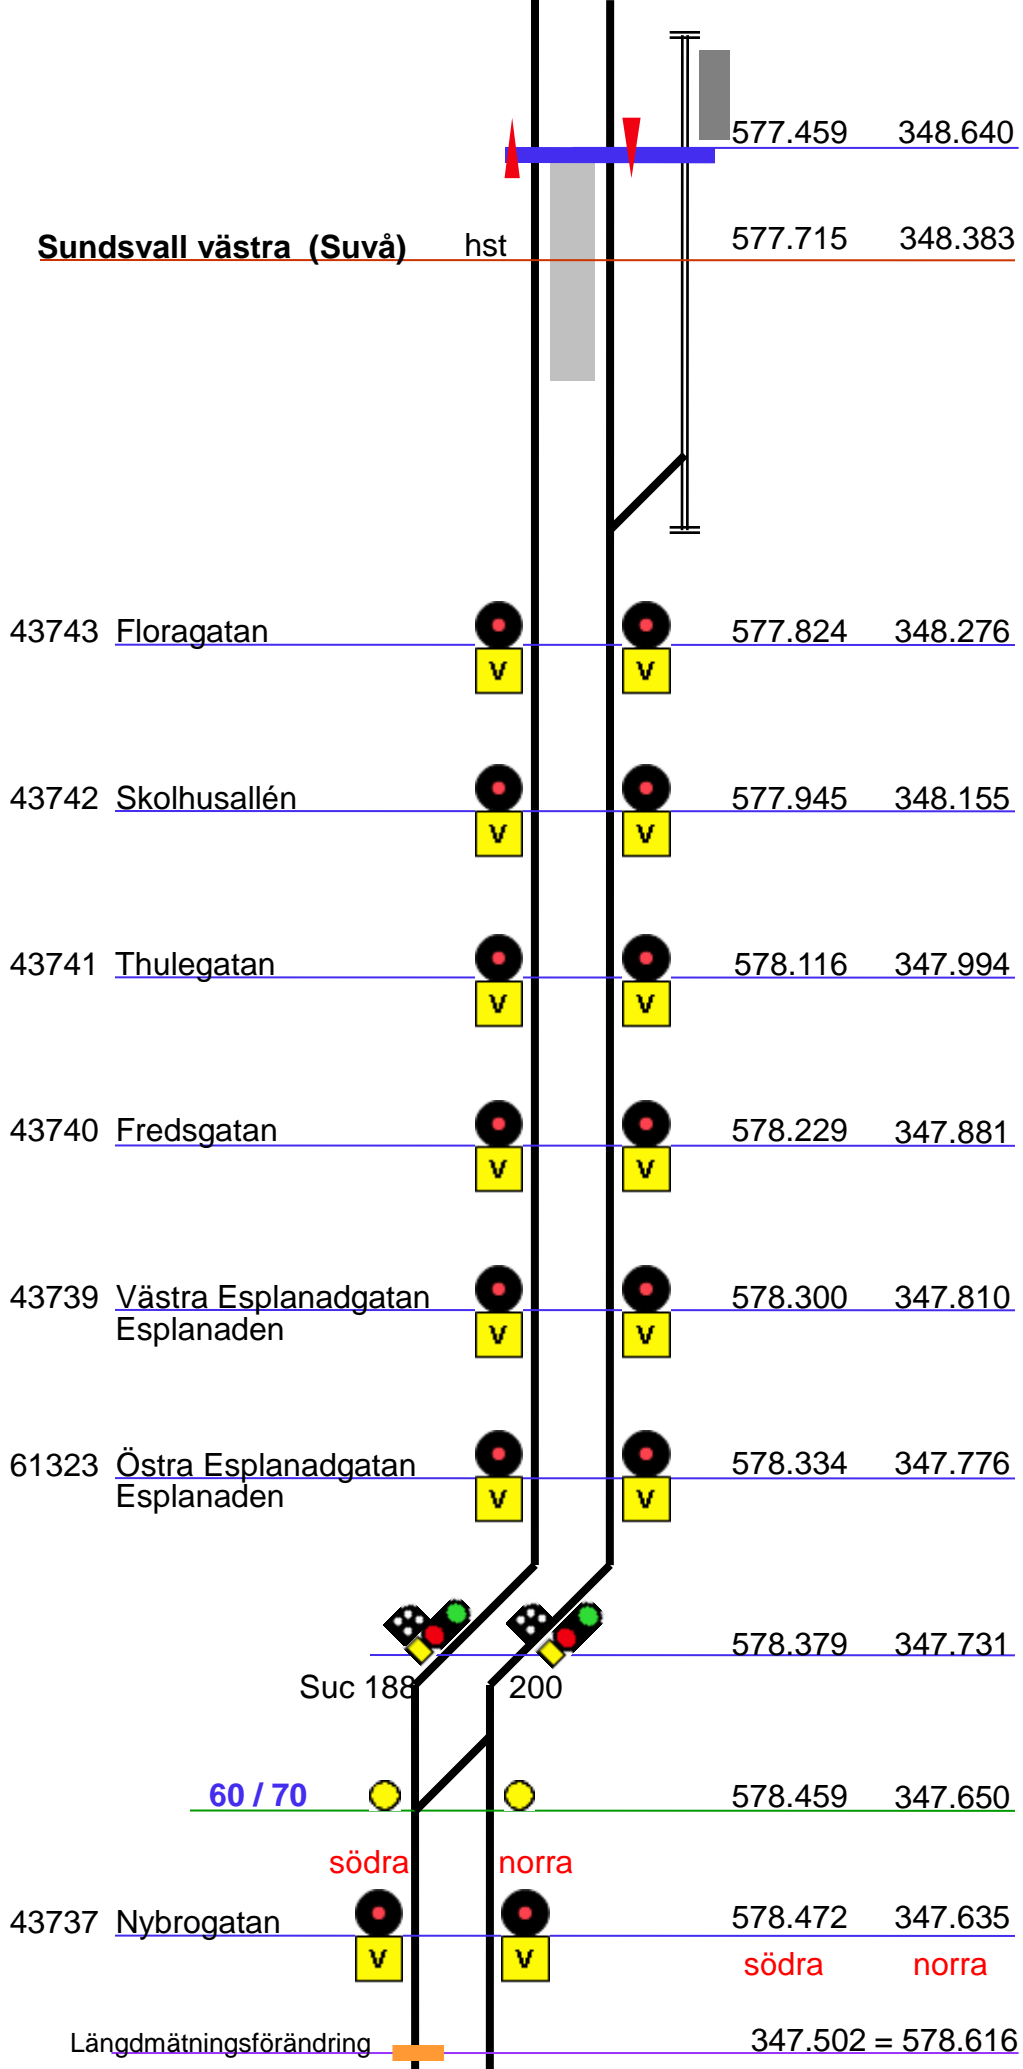 577.459 348.640
Sundsvall västra (Suvå) hst 577.715 348.383
43743 Floragatan 577.824 348.276
V V
43742 Skolhusallén 577.945 348.155
V V
43741 Thulegatan 578.116 347.994
V V
43740 Fredsgatan 578.229 347.881
V V
43739 Västra Esplanadgatan 578.300 347.810
Esplanaden
V V
61323 Östra Esplanadgatan 578.334 347.776
Esplanaden
V V
578.379 347.731
Suc 188 200
60 / 70 578.459 347.650
södra norra
43737 Nybrogatan 578.472 347.635
V V
södra norra
Längdmätningsförändring 347.502 = 578.616